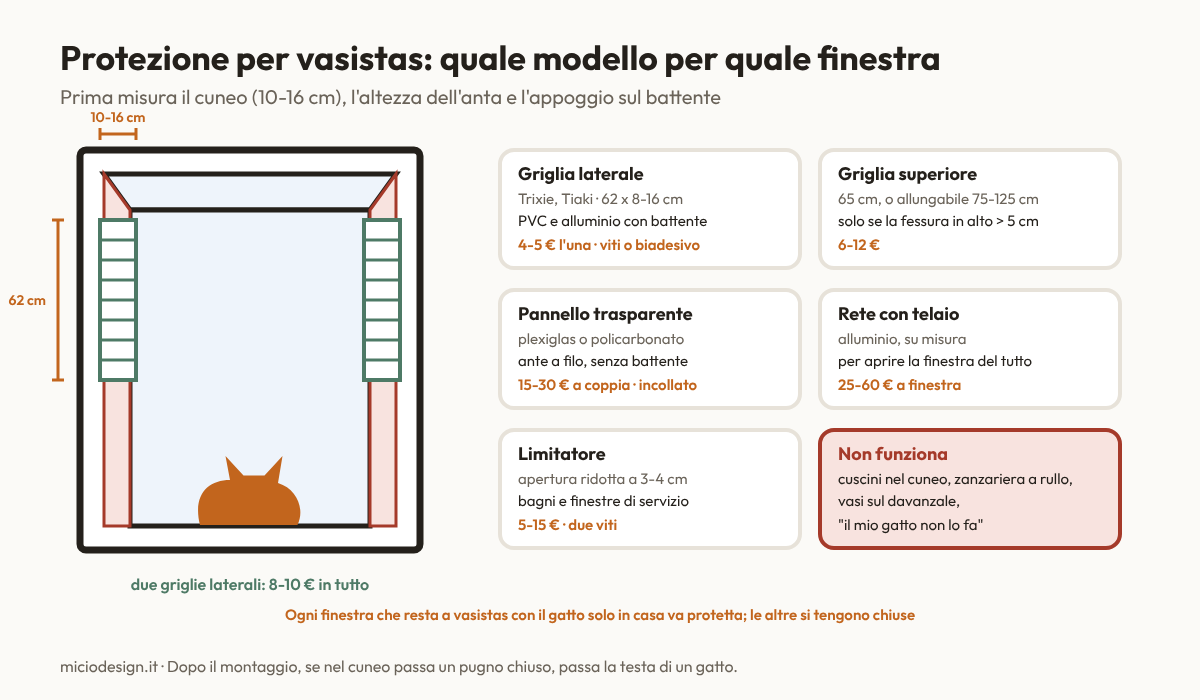 Protezione per vasistas: quale modello per quale finestra
Prima misura il cuneo (10-16 cm), l'altezza dell'anta e l'appoggio sul battente
10-16 cm
62 cm
due griglie laterali: 8-10 € in tutto
Griglia laterale
Trixie, Tiaki · 62 x 8-16 cm
PVC e alluminio con battente
4-5 € l'una · viti o biadesivo
Griglia superiore
65 cm, o allungabile 75-125 cm
solo se la fessura in alto > 5 cm
6-12 €
Pannello trasparente
plexiglas o policarbonato
ante a filo, senza battente
15-30 € a coppia · incollato
Rete con telaio
alluminio, su misura
per aprire la finestra del tutto
25-60 € a finestra
Limitatore
apertura ridotta a 3-4 cm
bagni e finestre di servizio
5-15 € · due viti
Non funziona
cuscini nel cuneo, zanzariera a rullo,
vasi sul davanzale,
"il mio gatto non lo fa"
Ogni finestra che resta a vasistas con il gatto solo in casa va protetta; le altre si tengono chiuse
miciodesign.it · Dopo il montaggio, se nel cuneo passa un pugno chiuso, passa la testa di un gatto.